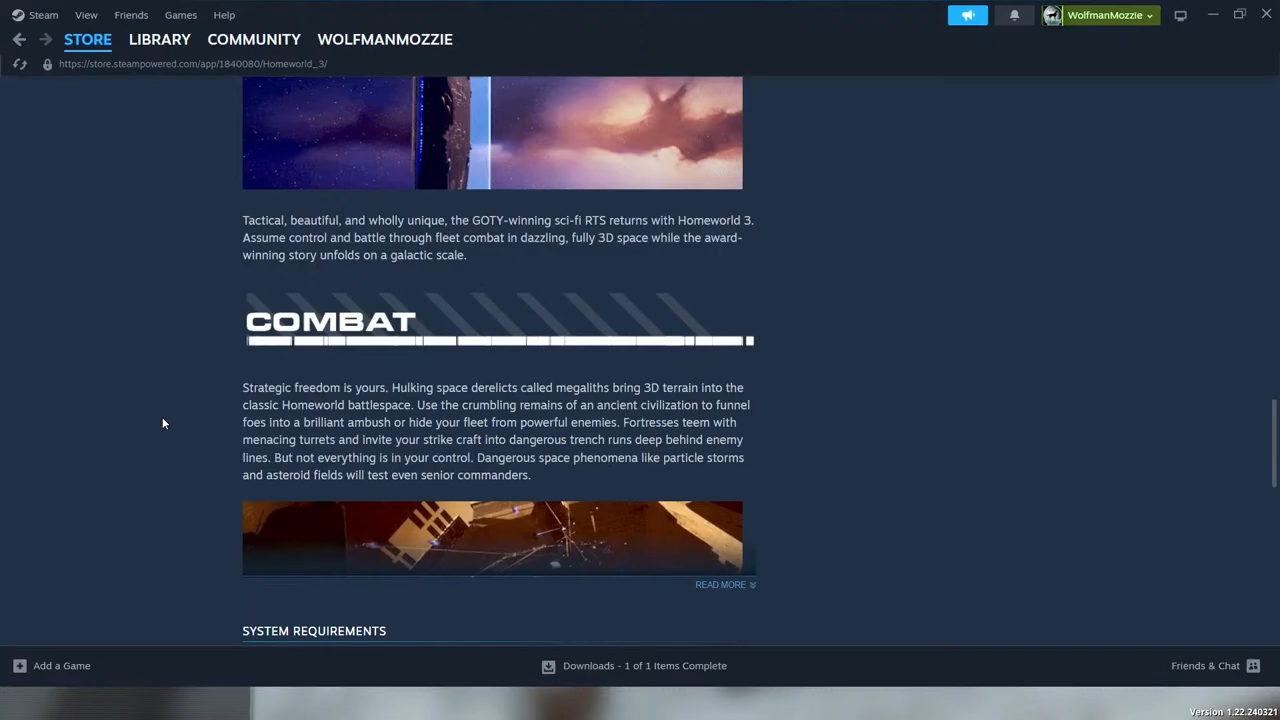 Steam View Friends Games Help WolfmanMozzie
STORE LIBRARY COMMUNITY WOLFMANMOZZIE
https://store.steampowered.com/app/1840080/Homeworld_3/
Tactical, beautiful, and wholly unique, the GOTY-winning sci-fi RTS returns with Homeworld 3.
Assume control and battle through fleet combat in dazzling, fully 3D space while the award-
winning story unfolds on a galactic scale.
COMBAT
Strategic freedom is yours. Hulking space derelicts called megaliths bring 3D terrain into the
classic Homeworld battlespace. Use the crumbling remains of an ancient civilization to funnel
foes into a brilliant ambush or hide your fleet from powerful enemies. Fortresses teem with
menacing turrets and invite your strike craft into dangerous trench runs deep behind enemy
lines. But not everything is in your control. Dangerous space phenomena like particle storms
and asteroid fields will test even senior commanders.
READ MORE
SYSTEM REQUIREMENTS
Add a Game Downloads - 1 of 1 Items Complete Friends & Chat
Version 1.22.240321